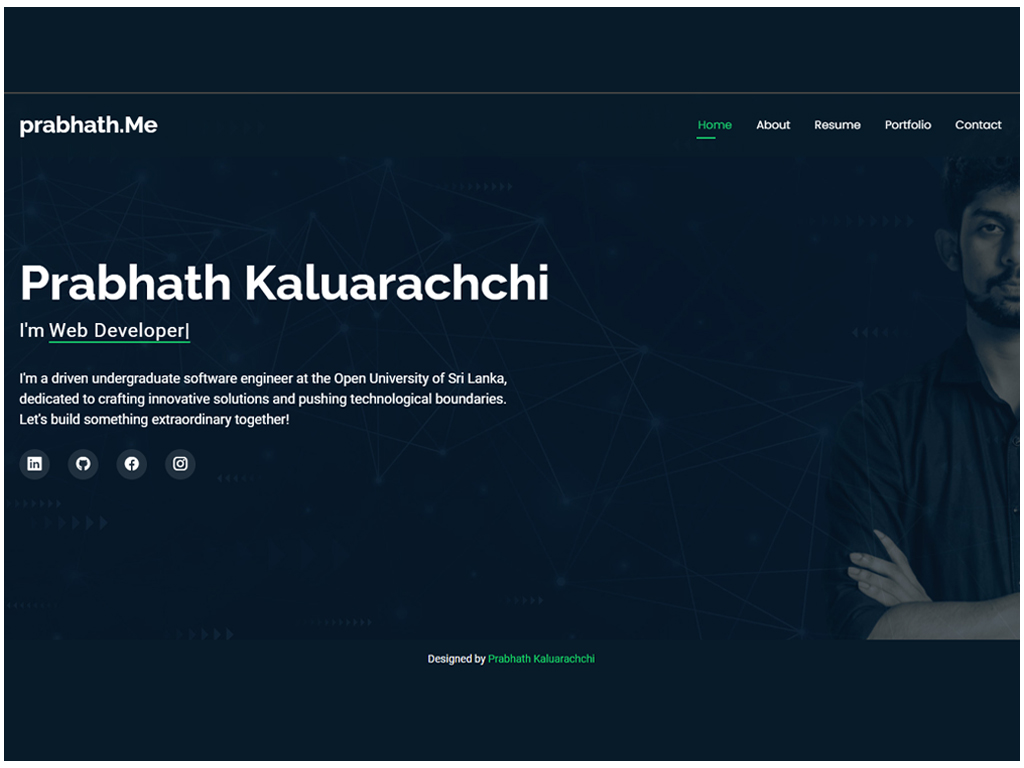 prabhath.Me
Home About Resume Portfolio Contact
Prabhath Kaluarachchi
I'm Web Developer|
I'm a driven undergraduate software engineer at the Open University of Sri Lanka,
dedicated to crafting innovative solutions and pushing technological boundaries.
Let's build something extraordinary together!
Designed by Prabhath Kaluarachchi